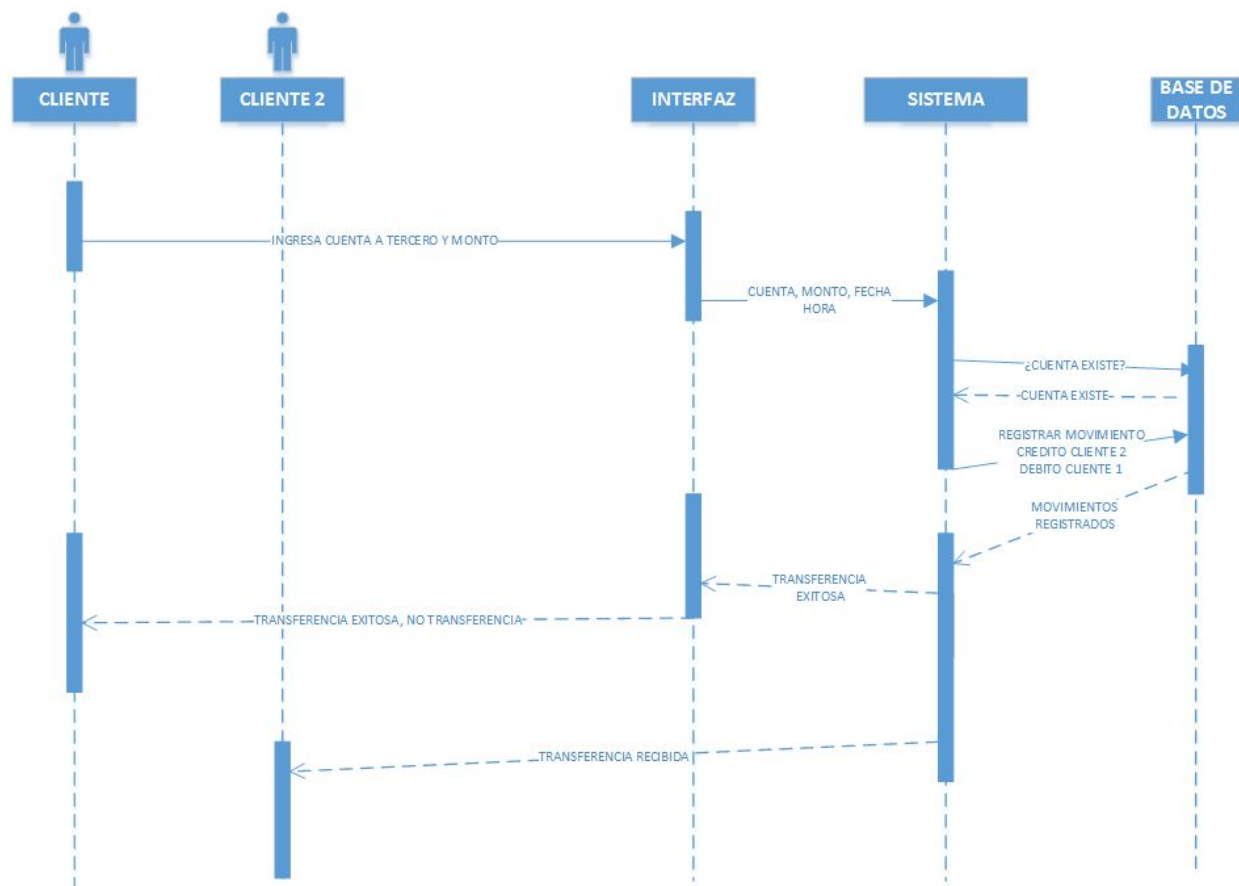 CLIENTE
CLIENTE 2
INTERFAZ
SISTEMA
BASE DE
DATOS
INGRESA CUENTA A TERCERO Y MONTO
CUENTA, MONTO, FECHA
HORA
¿CUENTA EXISTE?
CUENTA EXISTE
REGISTRAR MOVIMIENTO
CREDITO CLIENTE 2
DEBITO CLIENTE 1
MOVIMIENTOS
REGISTRADOS
TRANSFERENCIA
EXITOSA
TRANSFERENCIA EXITOSA, NO TRANSFERENCIA
TRANSFERENCIA RECIBIDA